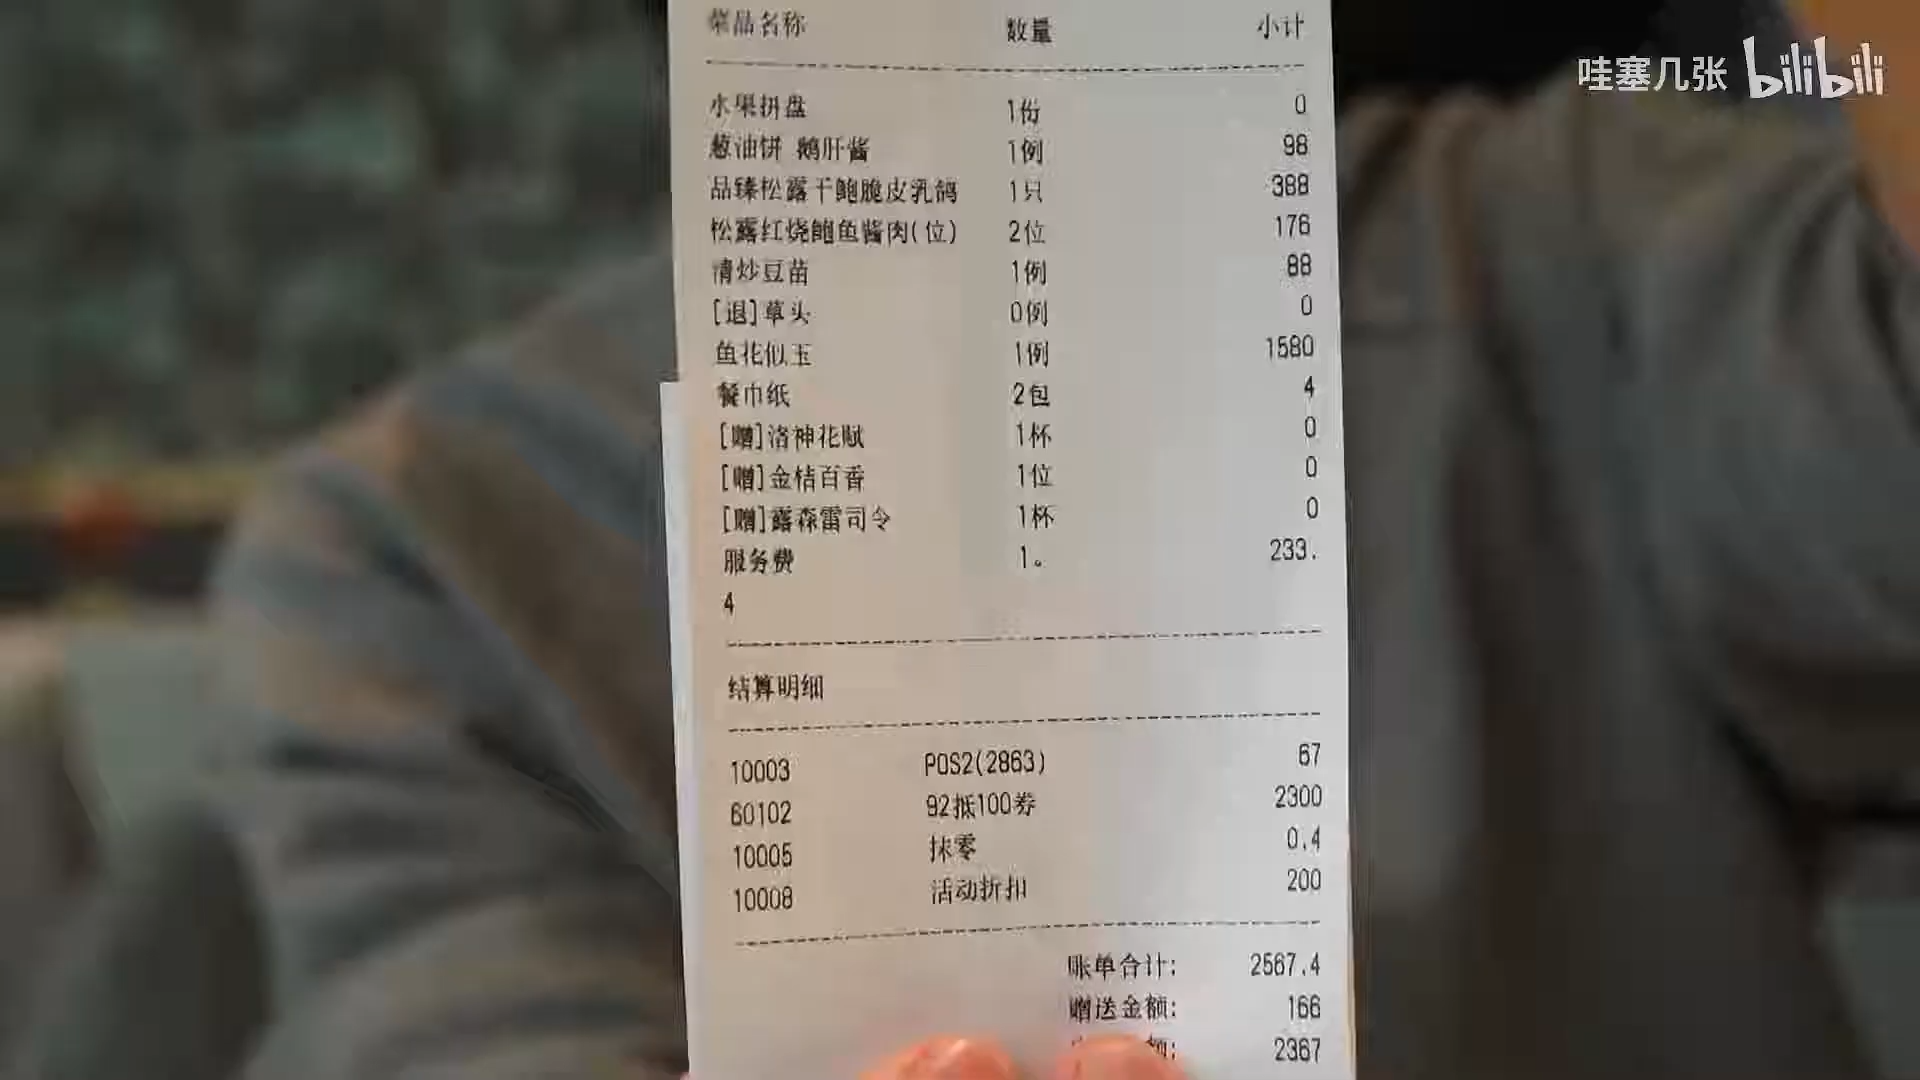 哇塞几张 bilibili
菜品名称 数量 小计
水果拼盘 1份 0
葱油饼 鹅肝酱 1例 98
品臻松露干鲍脆皮乳鸽 1只 388
松露红烧鲍鱼酱肉(位) 2位 176
清炒豆苗 1例 88
[退]草头 0例 0
鱼花似玉 1例 1580
餐巾纸 2包 4
[赠]洛神花赋 1杯 0
[赠]金桔百香 1位 0
[赠]露森雷司令 1杯 0
服务费 1。 233.
4
结算明细
10003 POS2(2863) 67
60102 92抵100券 2300
10005 抹零 0.4
10008 活动折扣 200
账单合计: 2567.4
赠送金额: 166
额: 2367